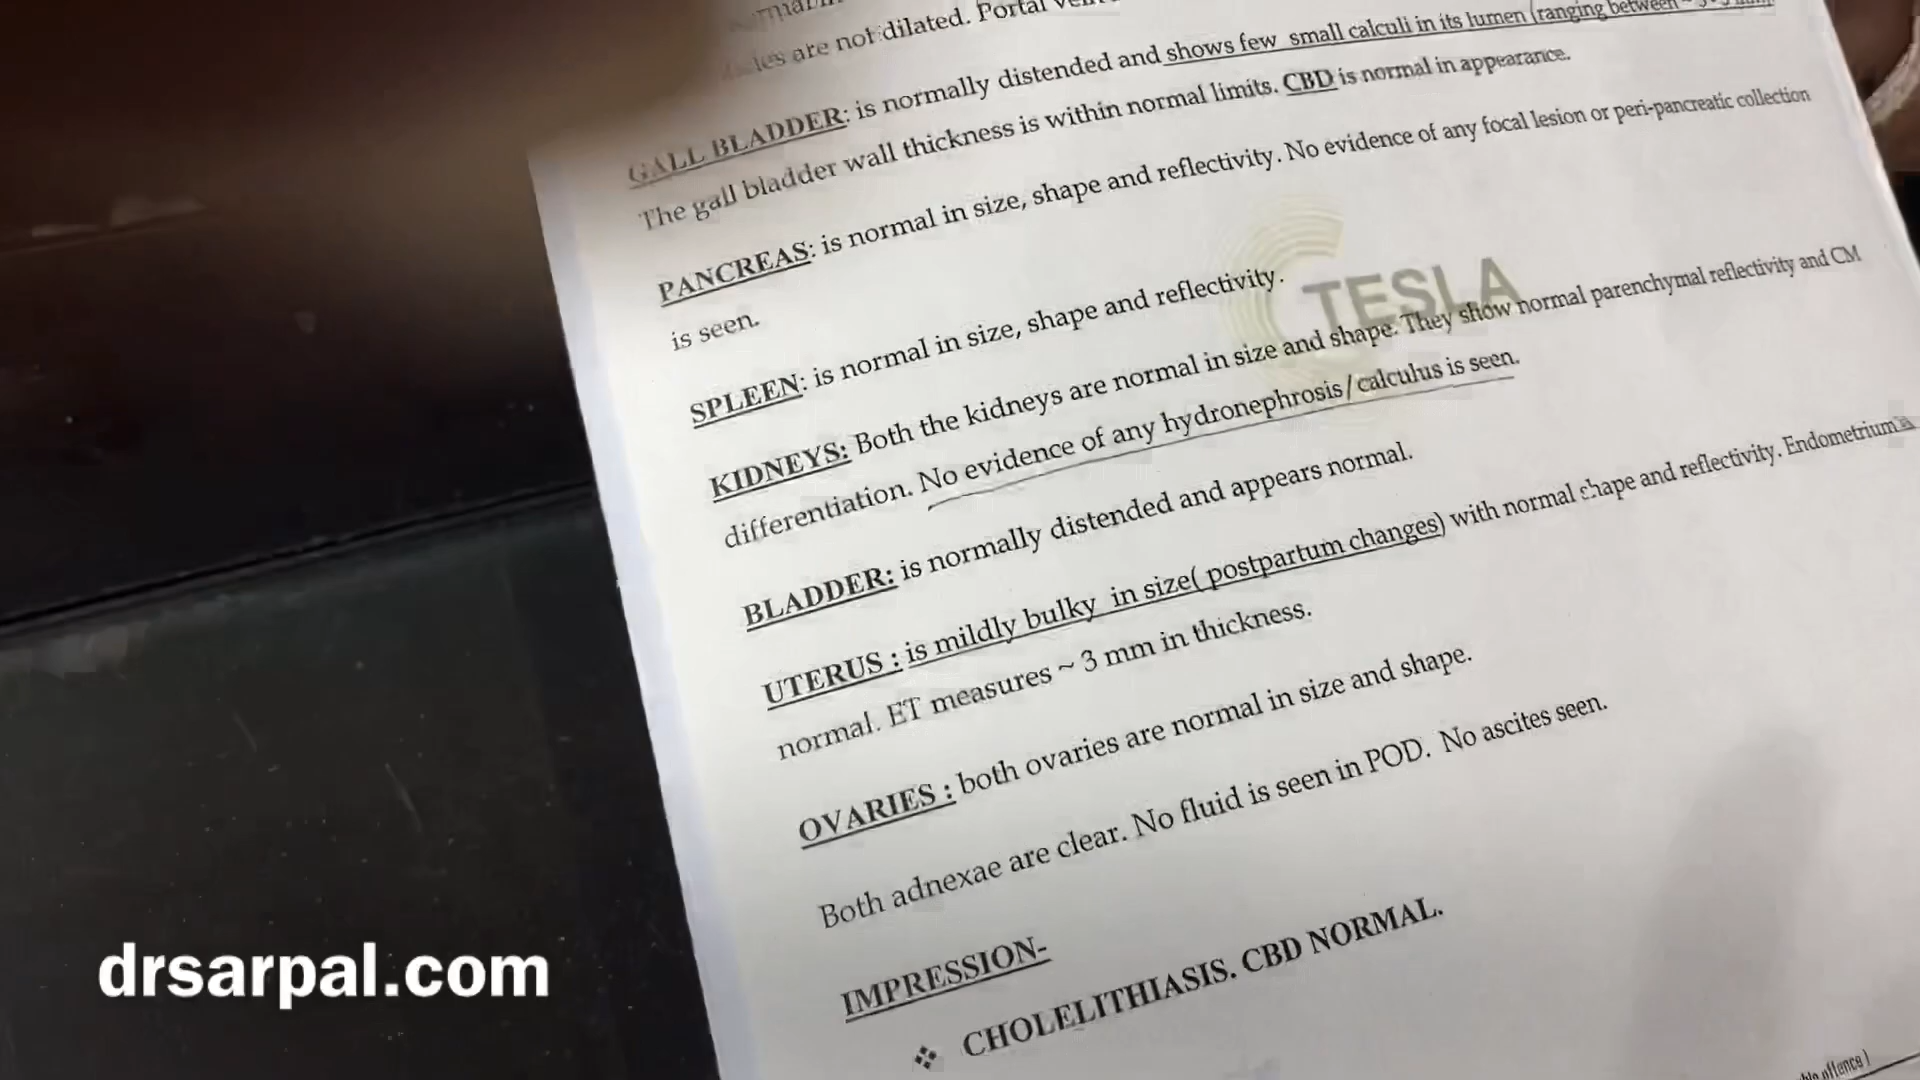 are not dilated. Portal
GALL BLADDER: is normally distended and shows few small calculi in its lumen (ranging between
The gall bladder wall thickness is within normal limits. CBD is normal in appearance.
PANCREAS: is normal in size, shape and reflectivity. No evidence of any focal lesion or peri-pancreatic collection
is seen.
SPLEEN: is normal in size, shape and reflectivity.
TESLA
KIDNEYS: Both the kidneys are normal in size and shape. They show normal parenchymal reflectivity and CM
differentiation. No evidence of any hydronephrosis/calculus is seen.
BLADDER: is normally distended and appears normal.
UTERUS : is mildly bulky in size( postpartum changes) with normal shape and reflectivity. Endometrium
normal. ET measures ~ 3 mm in thickness.
OVARIES : both ovaries are normal in size and shape.
Both adnexae are clear. No fluid is seen in POD. No ascites seen.
IMPRESSION-
❖ CHOLELITHIASIS. CBD NORMAL.
offence)
drsarpal.com